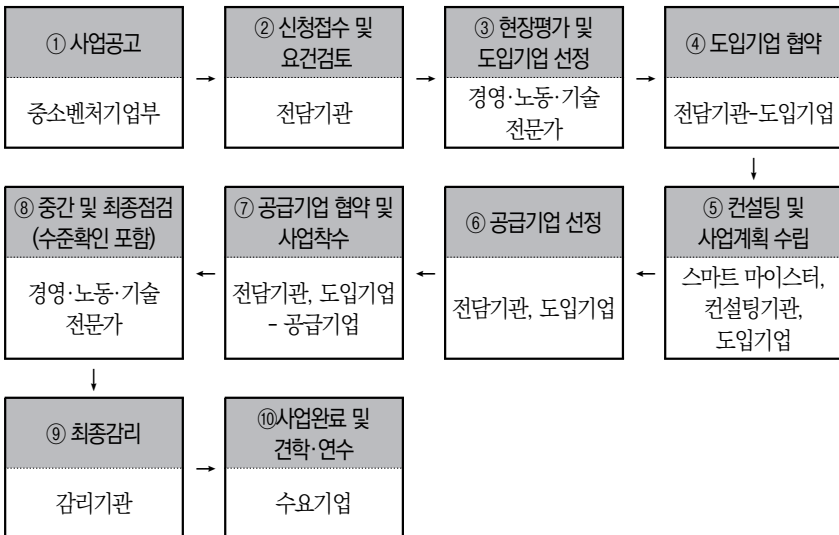 ① 사업공고
중소벤처기업부
→
② 신청접수 및
요건검토
전담기관
→
③ 현장평가 및
도입기업 선정
경영·노동·기술
전문가
→
④ 도입기업 협약
전담기관-도입기업
↓
⑤ 컨설팅 및
사업계획 수립
스마트 마이스터,
컨설팅기관,
도입기업
←
⑥ 공급기업 선정
전담기관, 도입기업
←
⑦ 공급기업 협약 및
사업착수
전담기관, 도입기업
- 공급기업
←
⑧ 중간 및 최종점검
(수준확인 포함)
경영·노동·기술
전문가
↓
⑨ 최종감리
감리기관
→
⑩사업완료 및
견학·연수
수요기업